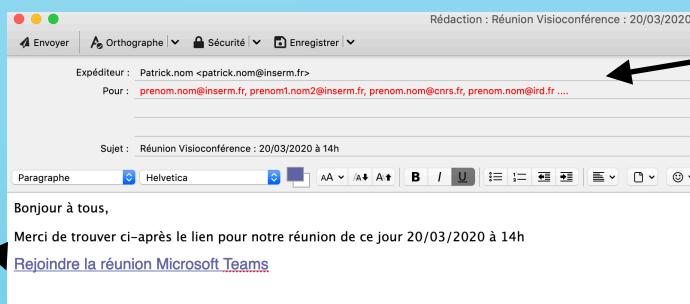 Rédaction : Réunion Visioconférence : 20/03/2020
Envoyer Orthographe Sécurité Enregistrer
Expéditeur : Patrick.nom <patrick.nom@inserm.fr>
Pour : prenom.nom@inserm.fr, prenom1.nom2@inserm.fr, prenom.nom@cnrs.fr, prenom.nom@ird.fr ....
Sujet : Réunion Visioconférence : 20/03/2020 à 14h
Paragraphe Helvetica AA A A B I U
Bonjour à tous,
Merci de trouver ci-après le lien pour notre réunion de ce jour 20/03/2020 à 14h
Rejoindre la réunion Microsoft Teams